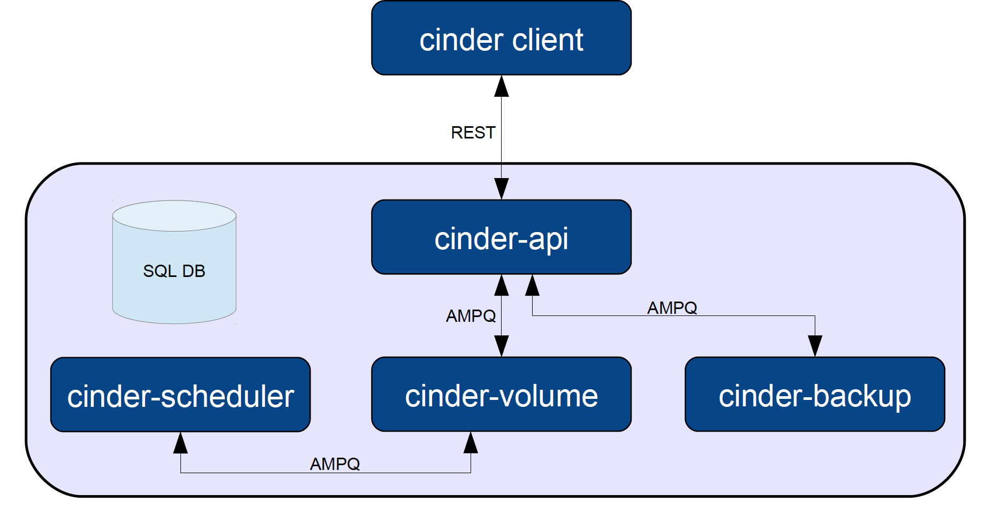 cinder client
REST
cinder-api
SQL DB
AMPQ
AMPQ
cinder-scheduler
cinder-volume
cinder-backup
AMPQ